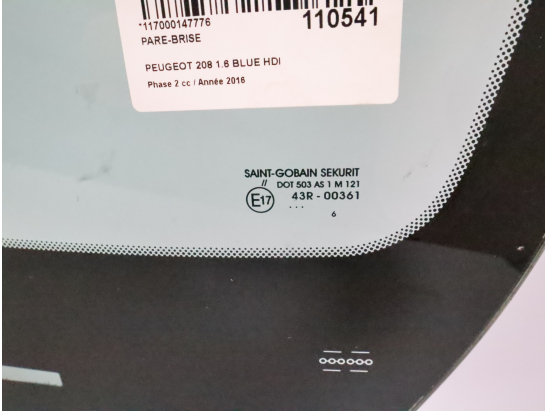 *117000147776
110541
PARE-BRISE
PEUGEOT 208 1.6 BLUE HDI
Phase 2 cc / Année 2016
SAINT-GOBAIN SEKURIT
// DOT 503 AS 1 M 121
E17 43R - 00361
...
6